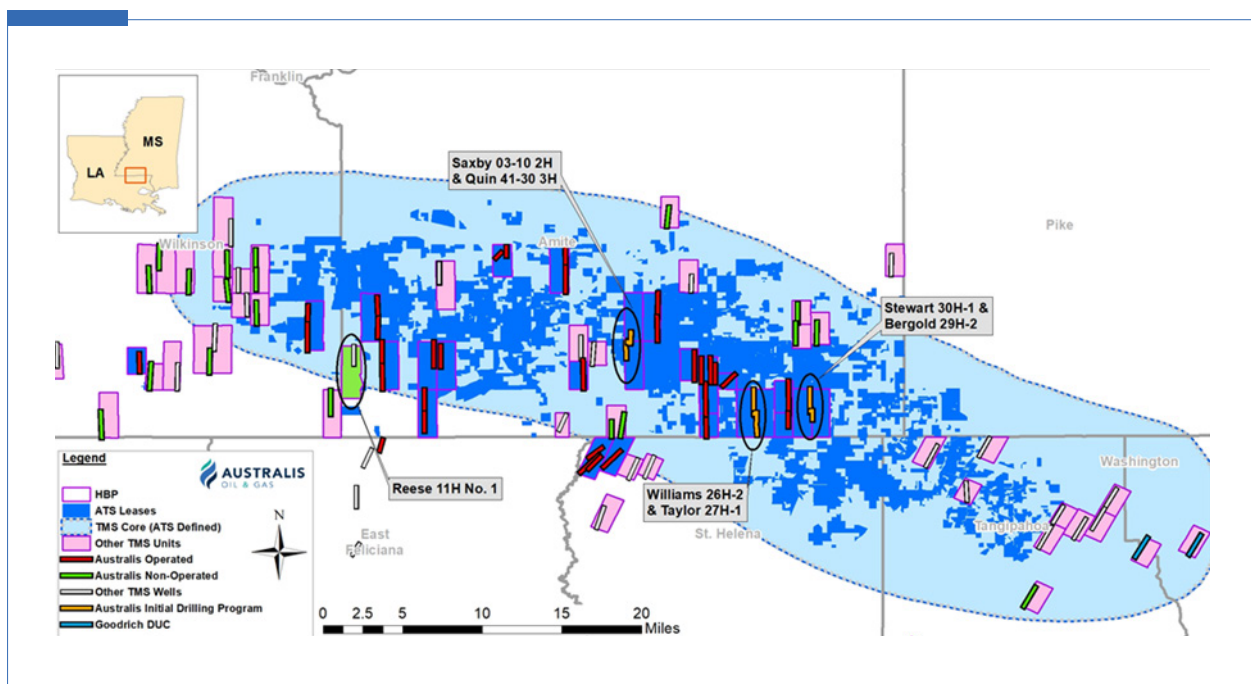 Franklin
MS
LA
Saxby 03-10 2H
& Quin 41-30 3H
Pike
Wilkinson
Amite
Stewart 30H-1 &
Bergold 29H-2
Legend
AUSTRALIS
OIL & GAS
HBP
ATS Leases
TMS Core (ATS Defined)
Other TMS Units
Australis Operated
Australis Non-Operated
Other TMS Wells
Australis Initial Drilling Program
Goodrich DUC
N
Reese 11H No. 1
East
Feliciana
Williams 26H-2
& Taylor 27H-1
St. Helena
Washington
Tangipahoa
0 2.5 5 10 15 20
Miles